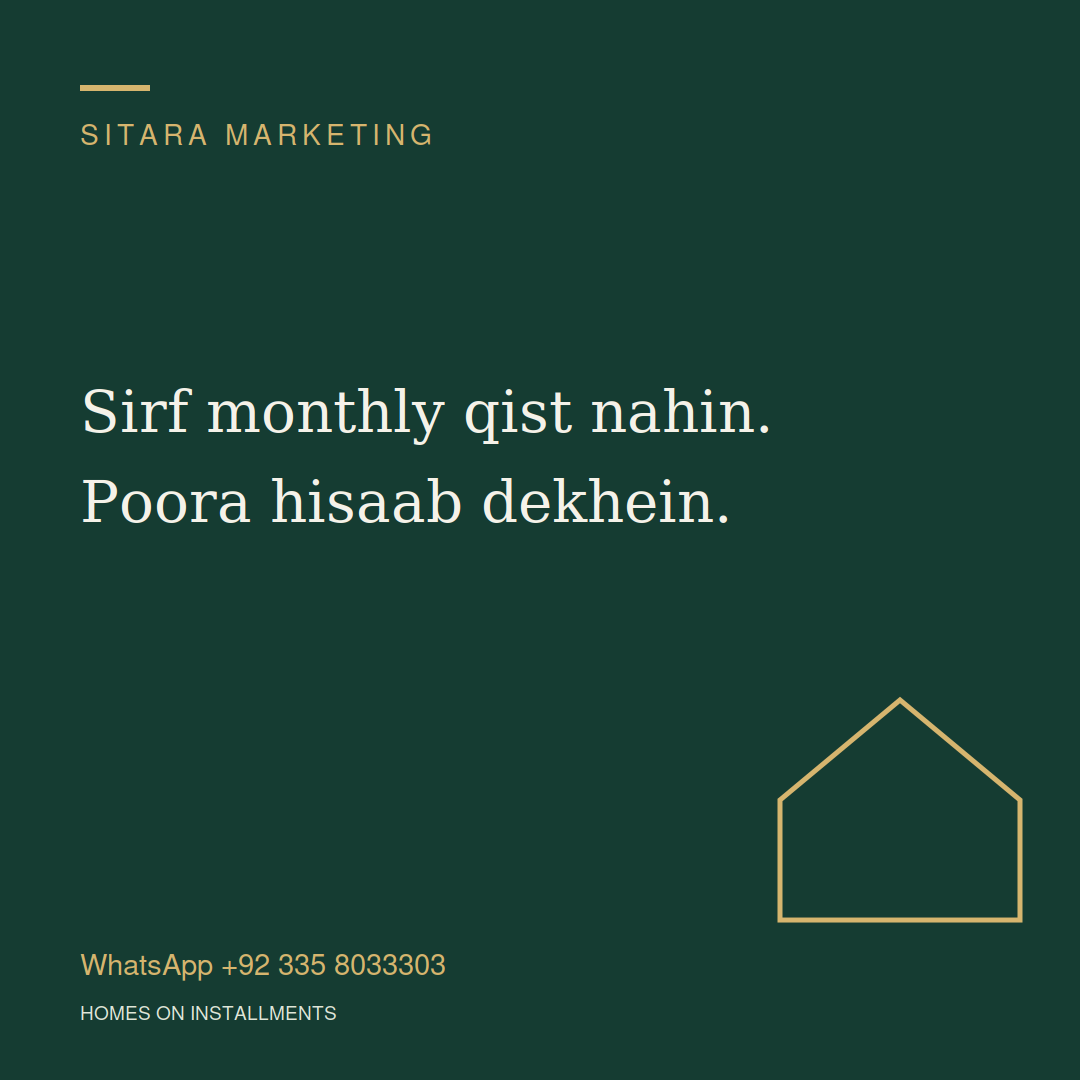 SITARA MARKETING
Sirf monthly qist nahin.
Poora hisaab dekhein.
WhatsApp +92 335 8033303
HOMES ON INSTALLMENTS